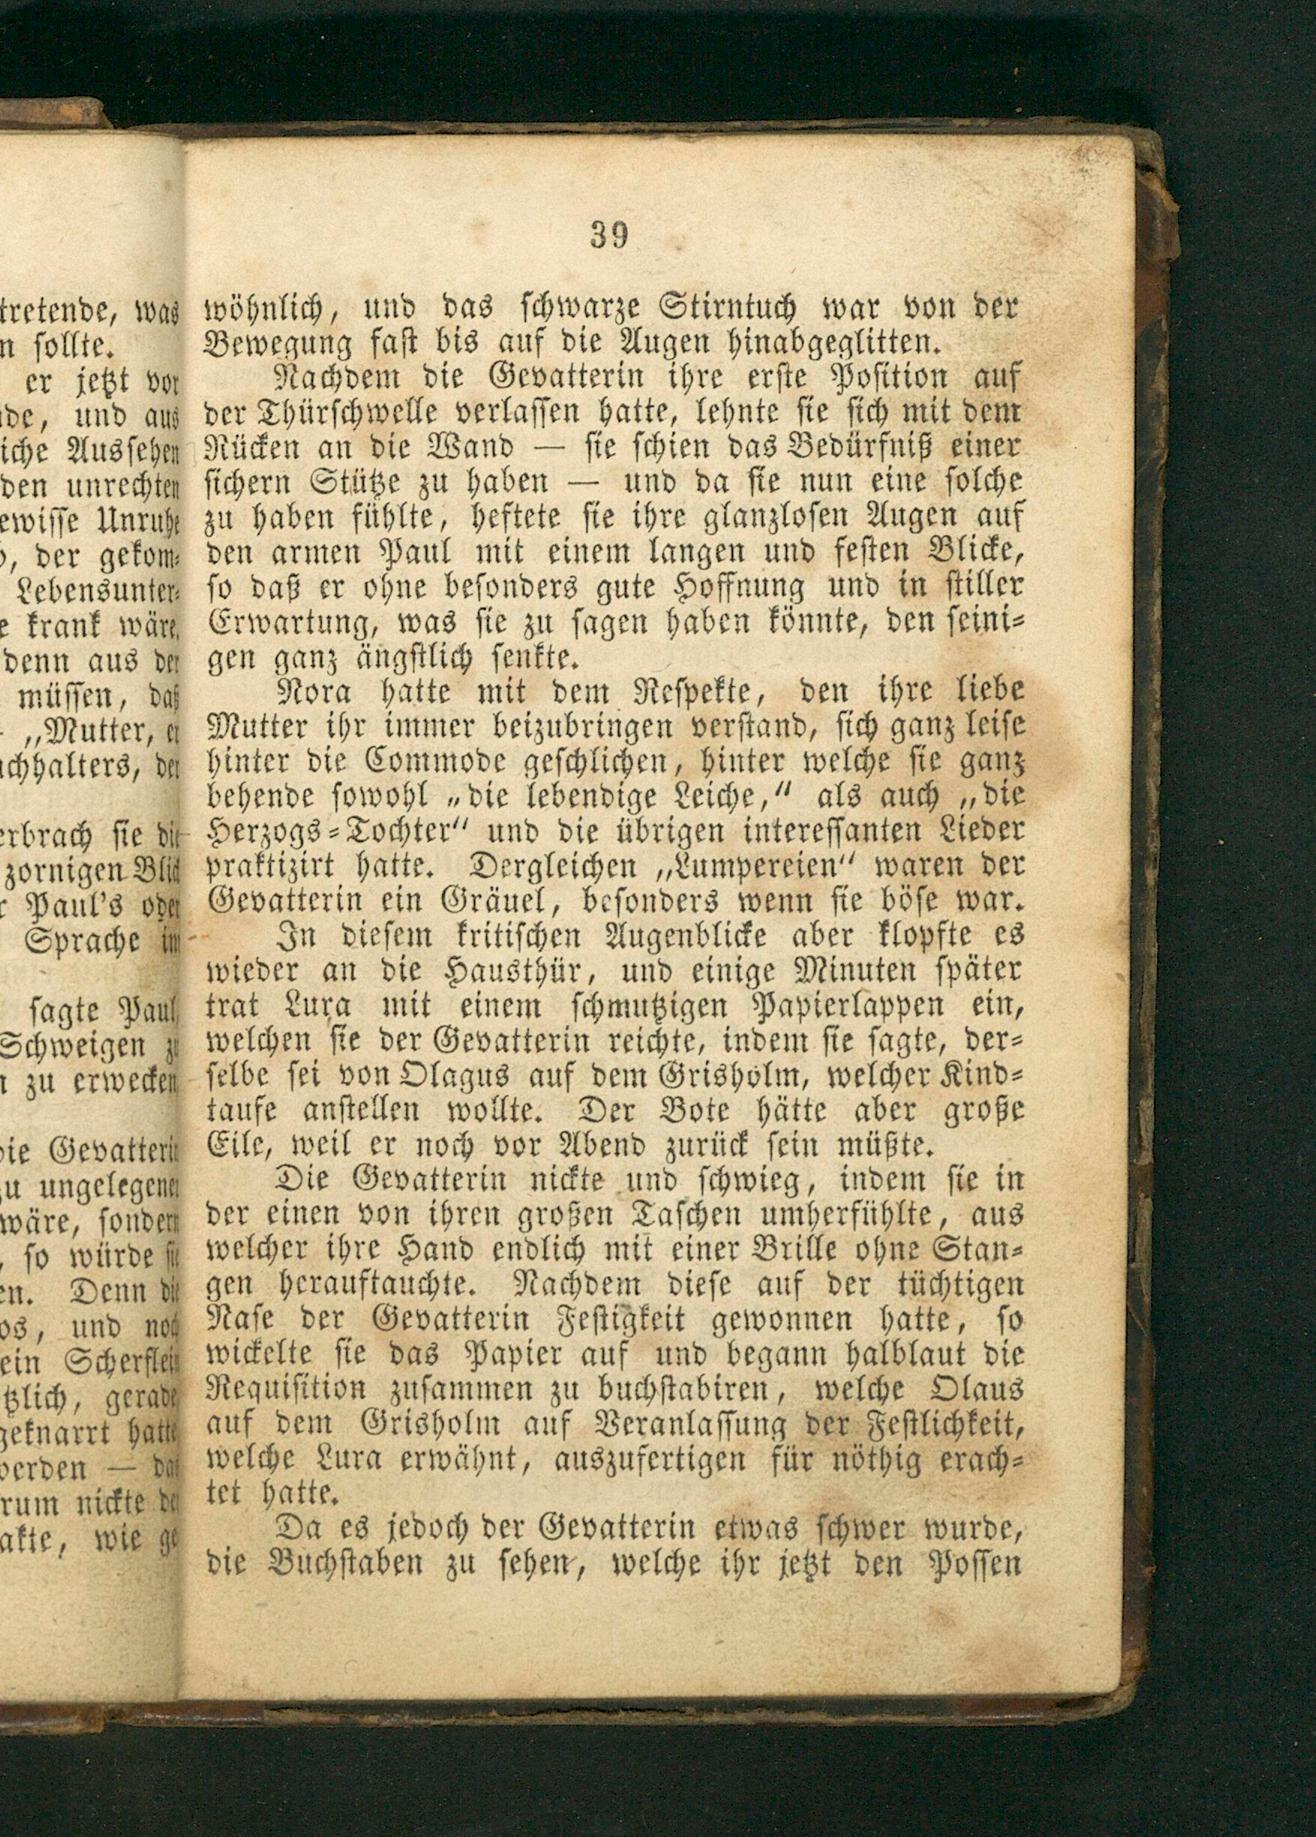 39
wöhnlich, und das schwarze Stirntuch war von der
Bewegung fast bis auf die Augen hinabgeglitten.
Nachdem die Gevatterin ihre erste Position auf
der Thürschwelle verlassen hatte, lehnte sie sich mit dem
Rücken an die Wand — sie schien das Bedürfniß einer
sichern Stütze zu haben — und da sie nun eine solche
zu haben fühlte, heftete sie ihre glanzlosen Augen auf
den armen Paul mit einem langen und festen Blicke,
so daß er ohne besonders gute Hoffnung und in stiller
Erwartung, was sie zu sagen haben könnte, den seini-
gen ganz ängstlich senkte.
Nora hatte mit dem Respekte, den ihre liebe
Mutter ihr immer beizubringen verstand, sich ganz leise
hinter die Commode geschlichen, hinter welche sie ganz
behende sowohl „die lebendige Leiche," als auch „die
Herzogs-Tochter" und die übrigen interessanten Lieder
praktizirt hatte. Dergleichen „Lumpereien" waren der
Gevatterin ein Gräuel, besonders wenn sie böse war.
In diesem kritischen Augenblicke aber klopfte es
wieder an die Hausthür, und einige Minuten später
trat Lura mit einem schmutzigen Papierlappen ein,
welchen sie der Gevatterin reichte, indem sie sagte, der-
selbe sei von Olagus auf dem Grisholm, welcher Kind-
taufe anstellen wollte. Der Bote hätte aber große
Eile, weil er noch vor Abend zurück sein müßte.
Die Gevatterin nickte und schwieg, indem sie in
der einen von ihren großen Taschen umherfühlte, aus
welcher ihre Hand endlich mit einer Brille ohne Stan-
gen herauftauchte. Nachdem diese auf der tüchtigen
Nase der Gevatterin Festigkeit gewonnen hatte, so
wickelte sie das Papier auf und begann halblaut die
Requisition zusammen zu buchstabiren, welche Olaus
auf dem Grisholm auf Veranlassung der Festlichkeit,
welche Lura erwähnt, auszufertigen für nöthig erach-
tet hatte.
Da es jedoch der Gevatterin etwas schwer wurde,
die Buchstaben zu sehen, welche ihr jetzt den Possen